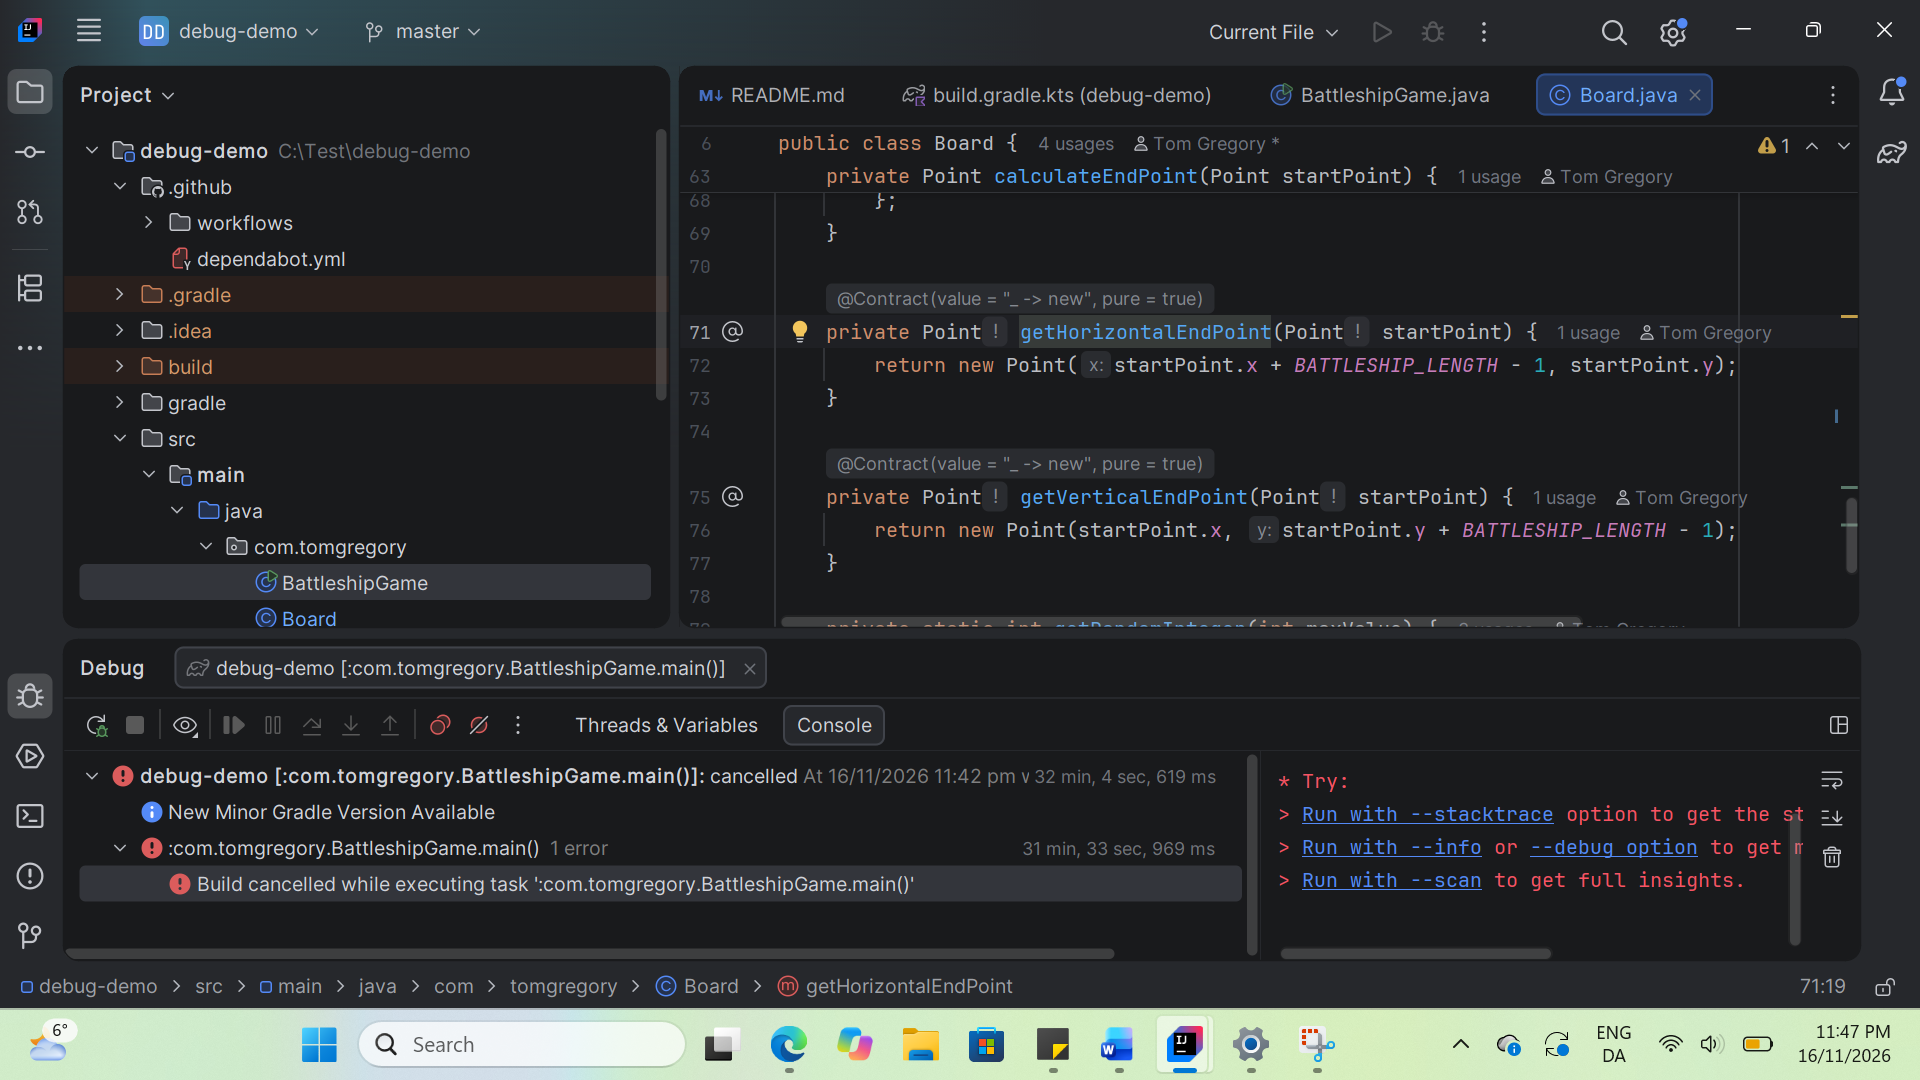 DD debug-demo master Current File
Project
debug-demo C:\Test\debug-demo
.github
workflows
dependabot.yml
.gradle
.idea
build
gradle
src
main
java
com.tomgregory
BattleshipGame
Board
README.md build.gradle.kts (debug-demo) BattleshipGame.java Board.java
6 public class Board { 4 usages Tom Gregory *
1
63 private Point calculateEndPoint(Point startPoint) { 1 usage Tom Gregory
68 };
69 }
70
@Contract(value = "_ -> new", pure = true)
71 private Point ! getHorizontalEndPoint(Point ! startPoint) { 1 usage Tom Gregory
72 return new Point( x: startPoint.x + BATTLESHIP_LENGTH - 1, startPoint.y);
73 }
74
@Contract(value = "_ -> new", pure = true)
75 private Point ! getVerticalEndPoint(Point ! startPoint) { 1 usage Tom Gregory
76 return new Point(startPoint.x, y: startPoint.y + BATTLESHIP_LENGTH - 1);
77 }
78
private static int getRandomInteger(int maxValue) {
Debug debug-demo [:com.tomgregory.BattleshipGame.main()]
Threads & Variables Console
debug-demo [:com.tomgregory.BattleshipGame.main()]: cancelled At 16/11/2026 11:42 pm w 32 min, 4 sec, 619 ms
New Minor Gradle Version Available
:com.tomgregory.BattleshipGame.main() 1 error 31 min, 33 sec, 969 ms
Build cancelled while executing task ':com.tomgregory.BattleshipGame.main()'
* Try:
> Run with --stacktrace option to get the st
> Run with --info or --debug option to get m
> Run with --scan to get full insights.
debug-demo > src > main > java > com > tomgregory > Board > getHorizontalEndPoint 71:19
6°
Search
ENG
DA
11:47 PM
16/11/2026